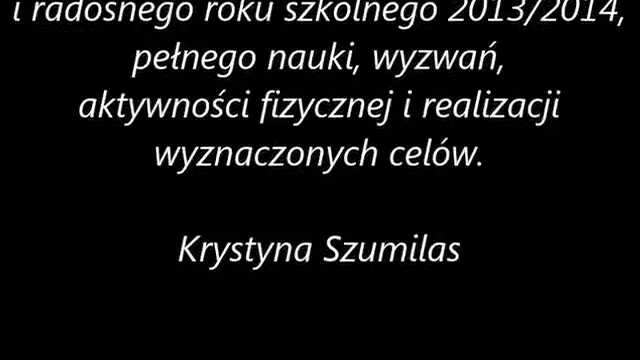 i radosnego roku szkolnego 2013/2014,
pełnego nauki, wyzwań,
aktywności fizycznej i realizacji
wyznaczonych celów.
Krystyna Szumilas